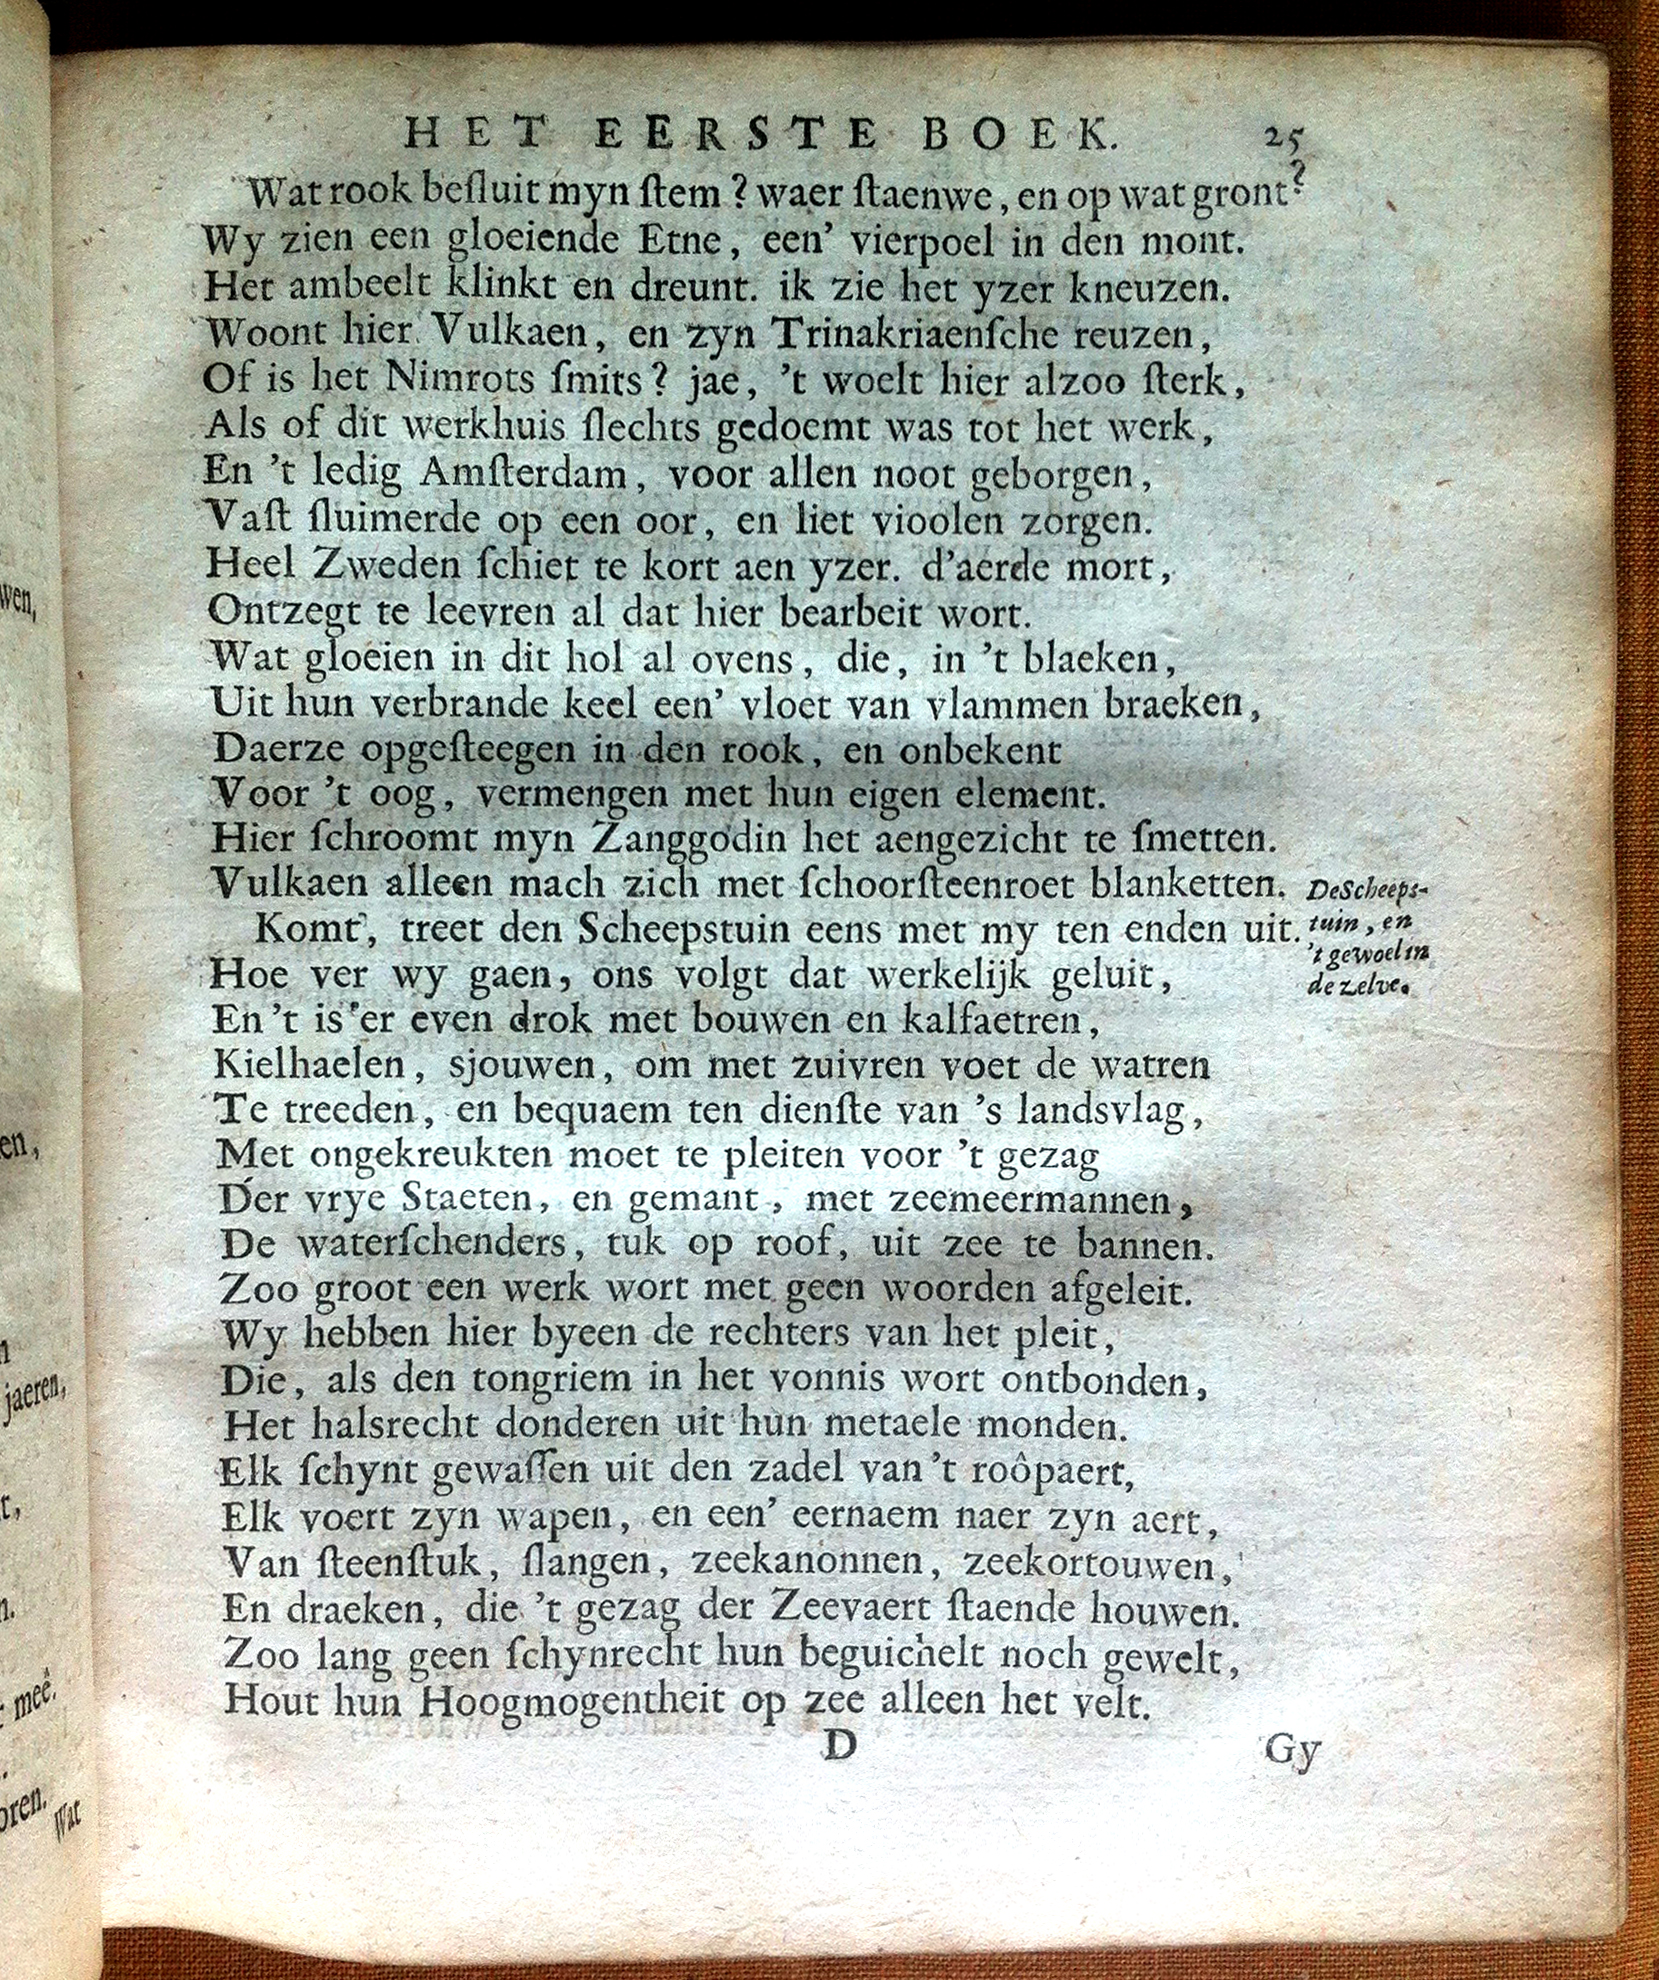 HET EERSTE BOEK. 25
Wat rook beſluit myn ſtem? waer ſtaenwe, en op wat gront?
Wy zien een gloeiende Etne, een' vierpoel in den mont.
Het ambeelt klinkt en dreunt. ik zie het yzer kneuzen.
Woont hier Vulkaen, en zyn Trinakriaenſche reuzen,
Of is het Nimrots ſmits? jae, 't woelt hier alzoo ſterk,
Als of dit werkhuis ſlechts gedoemt was tot het werk,
En 't ledig Amſterdam, voor allen noot geborgen,
Vaſt ſluimerde op een oor, en liet vioolen zorgen.
Heel Zweden ſchiet te kort aen yzer. d'aerde mort,
Ontzegt te leevren al dat hier bearbeit wort.
Wat gloeien in dit hol al ovens, die, in 't blaeken,
Uit hun verbrande keel een' vloet van vlammen braeken,
Daerze opgeſteegen in den rook, en onbekent
Voor 't oog, vermengen met hun eigen element.
Hier ſchroomt myn Zanggodin het aengezicht te ſmetten.
Vulkaen alleen mach zich met ſchoorſteenroet blanketten.
Komt, treet den Scheepstuin eens met my ten enden uit.
De Scheeps-
tuin, en
't gewoel in
de zelve.
Hoe ver wy gaen, ons volgt dat werkelijk geluit,
En 't is 'er even drok met bouwen en kalfaetren,
Kielhaelen, sjouwen, om met zuivren voet de watren
Te treeden, en bequaem ten dienſte van 's landsvlag,
Met ongekreukten moet te pleiten voor 't gezag
Der vrye Staeten, en gemant, met zeemeermannen,
De waterſchenders, tuk op roof, uit zee te bannen.
Zoo groot een werk wort met geen woorden afgeleit.
Wy hebben hier byeen de rechters van het pleit,
Die, als den tongriem in het vonnis wort ontbonden,
Het halsrecht donderen uit hun metaele monden.
Elk ſchynt gewaſſen uit den zadel van 't roôpaert,
Elk voert zyn wapen, en een' eernaem naer zyn aert,
Van ſteenſtuk, ſlangen, zeekanonnen, zeekortouwen,
En draeken, die 't gezag der Zeevaert ſtaende houwen.
Zoo lang geen ſchynrecht hun beguichelt noch gewelt,
Hout hun Hoogmogentheit op zee alleen het velt.
D Gy
jaeren,
meê.
Wat